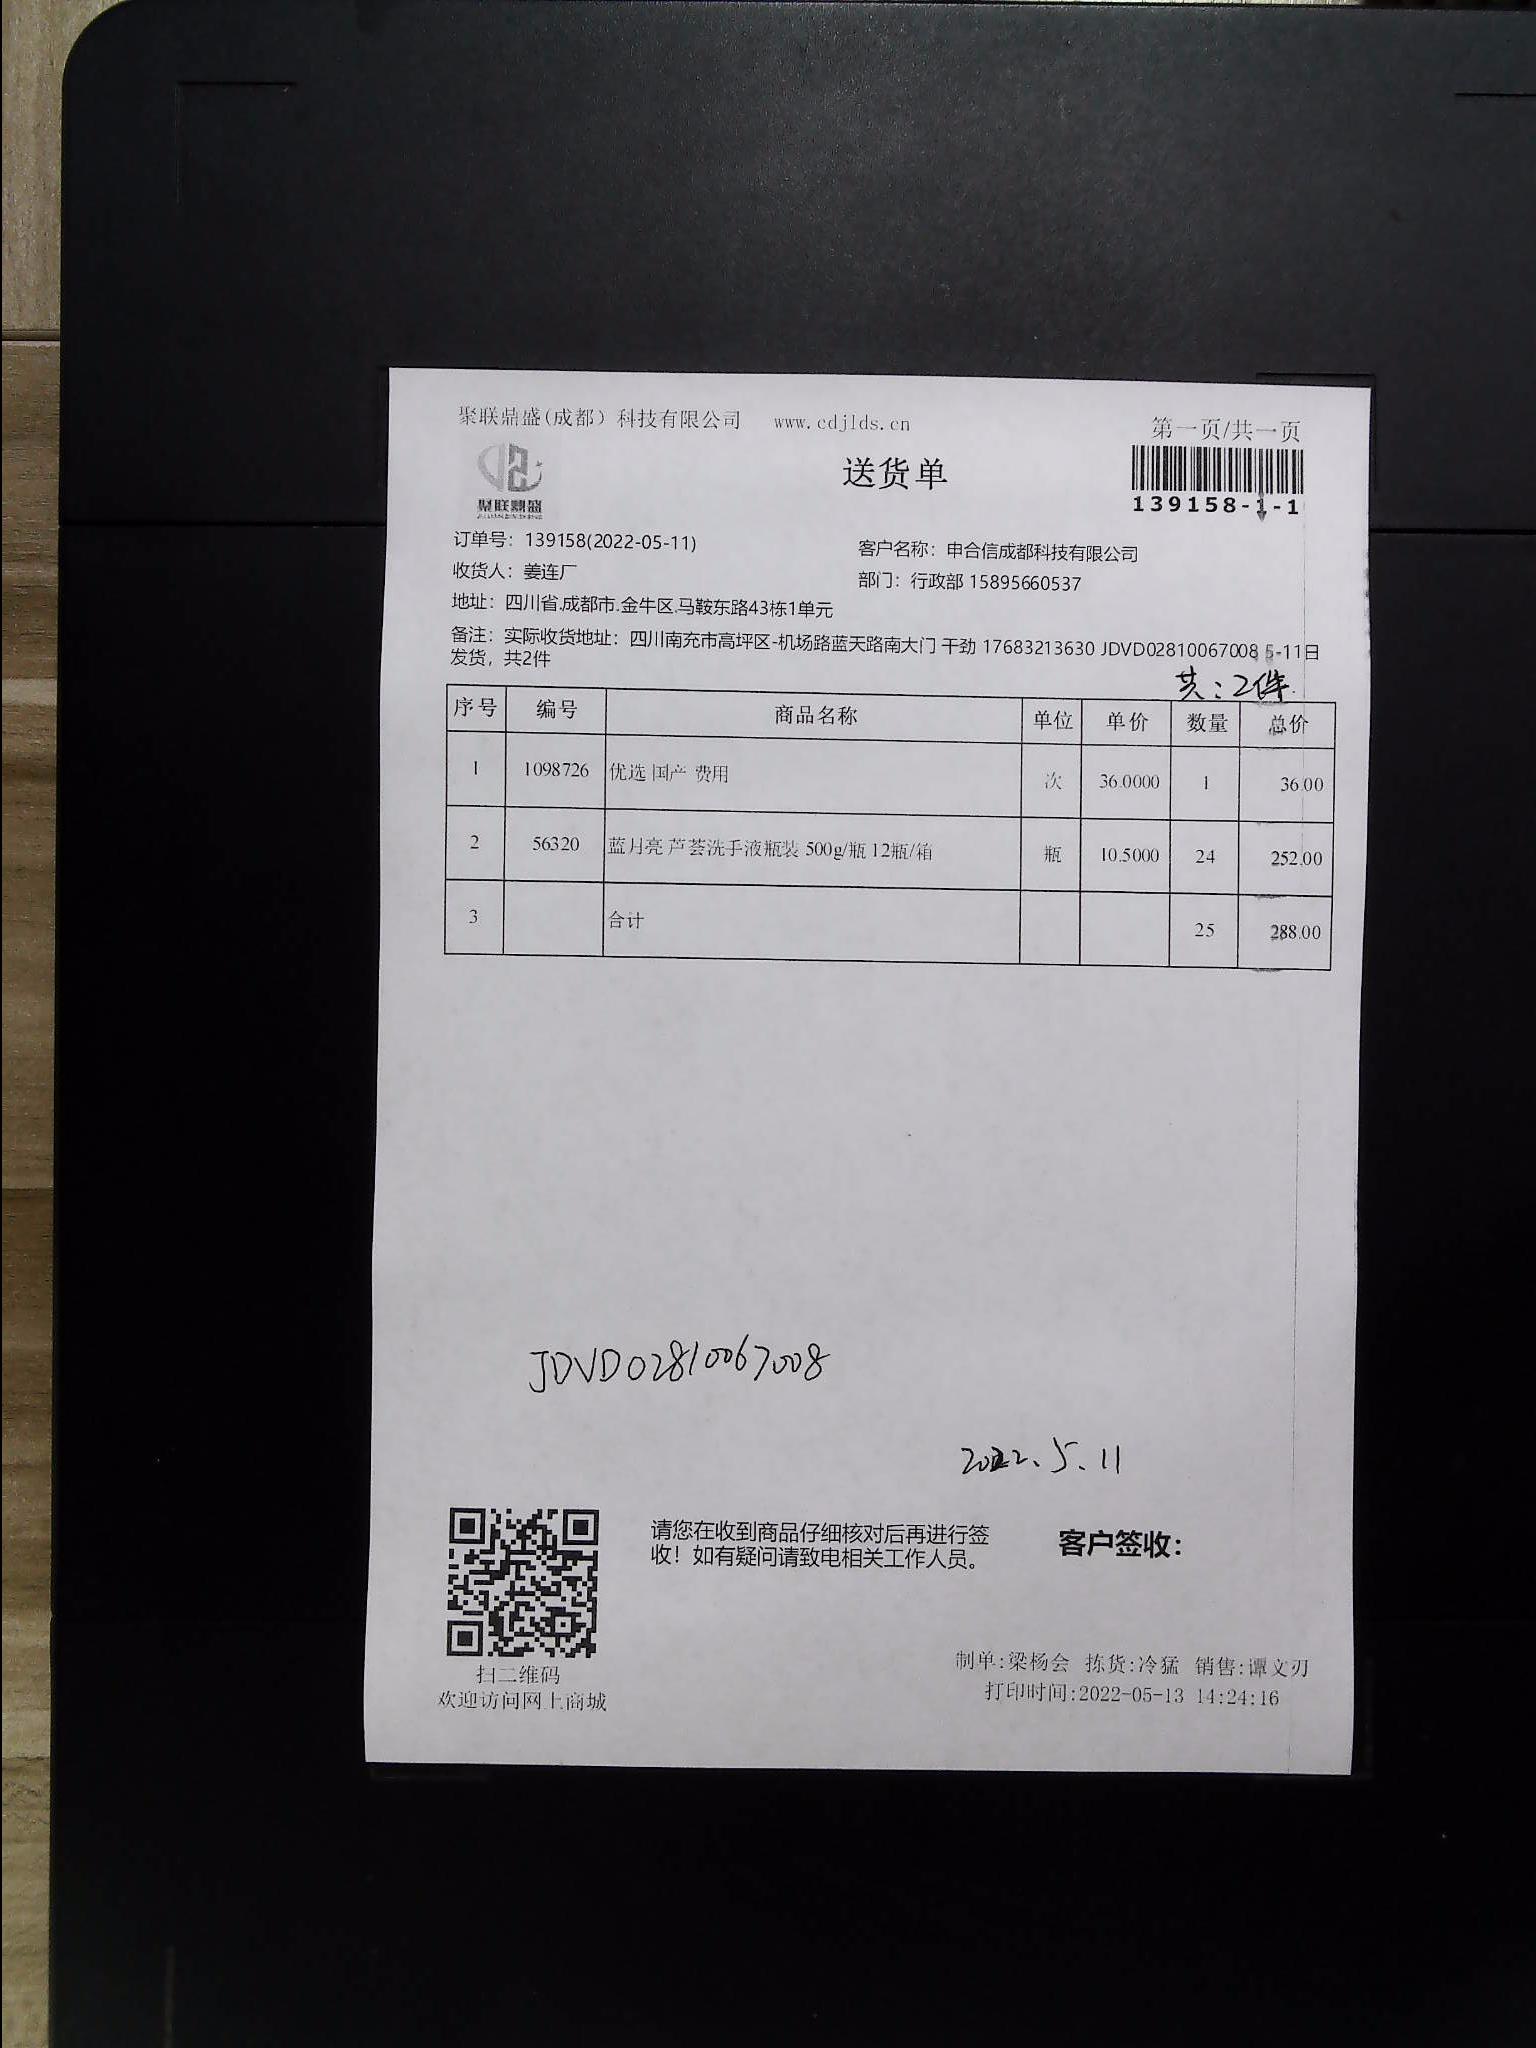 聚联鼎盛(成都）科技有限公司 www.cdjlds.cn
第一页/共一页
聚联鼎盛
送货单
139158-1-1
订单号：139158(2022-05-11)
客户名称：申合信成都科技有限公司
收货人：姜连厂
部门：行政部 15895660537
地址：四川省.成都市.金牛区.马鞍东路43栋1单元
备注：实际收货地址：四川南充市高坪区-机场路蓝天路南大门 干劲 17683213630 JDVD02810067008 5-11日
发货，共2件
共：2件
序号 编号 商品名称 单位 单价 数量 总价
1 1098726 优选 国产 费用 次 36.0000 1 36.00
2 56320 蓝月亮 芦荟洗手液瓶装 500g/瓶 12瓶/箱 瓶 10.5000 24 252.00
3 合计 25 288.00
JDVD02810067008
2022.5.11
请您在收到商品仔细核对后再进行签
收！如有疑问请致电相关工作人员。
客户签收：
扫二维码
欢迎访问网上商城
制单:梁杨会 拣货:冷猛 销售:谭文刃
打印时间:2022-05-13 14:24:16